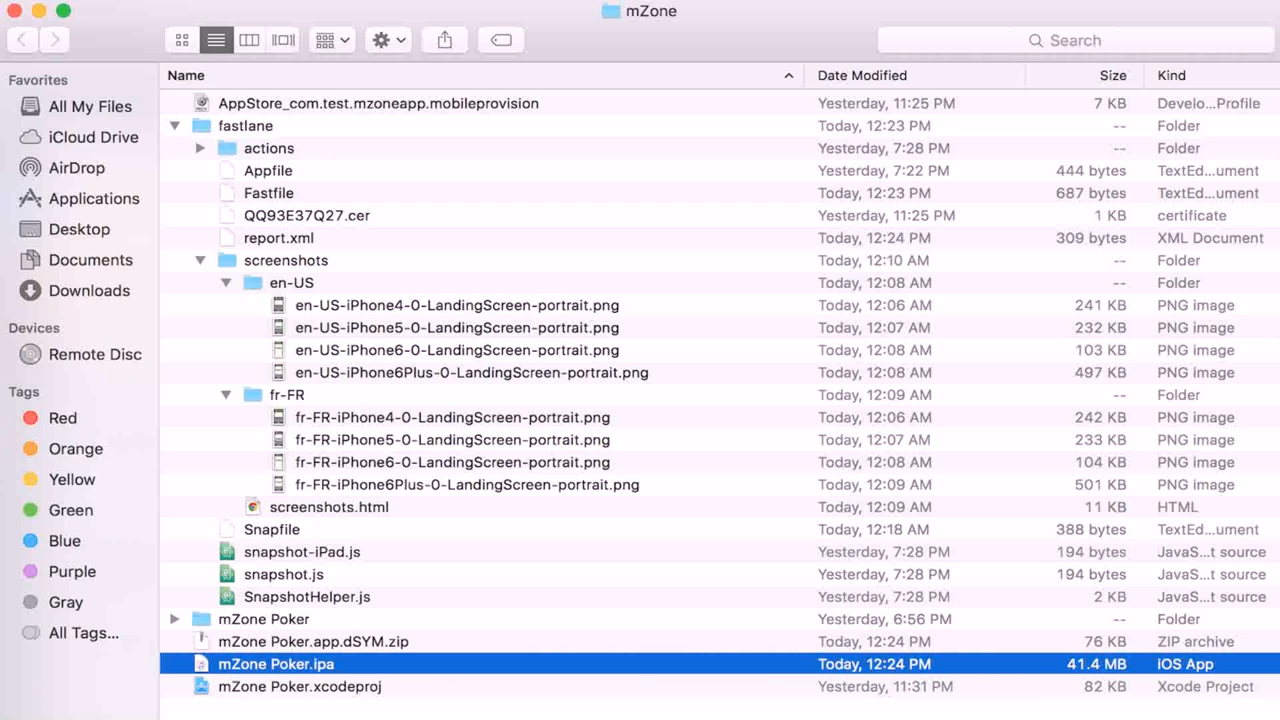 mZone
Search
Favorites
All My Files
iCloud Drive
AirDrop
Applications
Desktop
Documents
Downloads
Devices
Remote Disc
Tags
Red
Orange
Yellow
Green
Blue
Purple
Gray
All Tags...
Name Date Modified Size Kind
AppStore_com.test.mzoneapp.mobileprovision Yesterday, 11:25 PM 7 KB Develo...Profile
fastlane Today, 12:23 PM -- Folder
actions Yesterday, 7:28 PM -- Folder
Appfile Yesterday, 7:22 PM 444 bytes TextEd...ument
Fastfile Today, 12:23 PM 687 bytes TextEd...ument
QQ93E37Q27.cer Yesterday, 11:25 PM 1 KB certificate
report.xml Today, 12:24 PM 309 bytes XML Document
screenshots Today, 12:10 AM -- Folder
en-US Today, 12:08 AM -- Folder
en-US-iPhone4-0-LandingScreen-portrait.png Today, 12:06 AM 241 KB PNG image
en-US-iPhone5-0-LandingScreen-portrait.png Today, 12:07 AM 232 KB PNG image
en-US-iPhone6-0-LandingScreen-portrait.png Today, 12:08 AM 103 KB PNG image
en-US-iPhone6Plus-0-LandingScreen-portrait.png Today, 12:08 AM 497 KB PNG image
fr-FR Today, 12:09 AM -- Folder
fr-FR-iPhone4-0-LandingScreen-portrait.png Today, 12:06 AM 242 KB PNG image
fr-FR-iPhone5-0-LandingScreen-portrait.png Today, 12:07 AM 233 KB PNG image
fr-FR-iPhone6-0-LandingScreen-portrait.png Today, 12:08 AM 104 KB PNG image
fr-FR-iPhone6Plus-0-LandingScreen-portrait.png Today, 12:09 AM 501 KB PNG image
screenshots.html Today, 12:09 AM 11 KB HTML
Snapfile Today, 12:18 AM 388 bytes TextEd...ument
snapshot-iPad.js Yesterday, 7:28 PM 194 bytes JavaS...t source
snapshot.js Yesterday, 7:28 PM 194 bytes JavaS...t source
SnapshotHelper.js Yesterday, 7:28 PM 2 KB JavaS...t source
mZone Poker Yesterday, 6:56 PM -- Folder
mZone Poker.app.dSYM.zip Today, 12:24 PM 76 KB ZIP archive
mZone Poker.ipa Today, 12:24 PM 41.4 MB iOS App
mZone Poker.xcodeproj Yesterday, 11:31 PM 82 KB Xcode Project